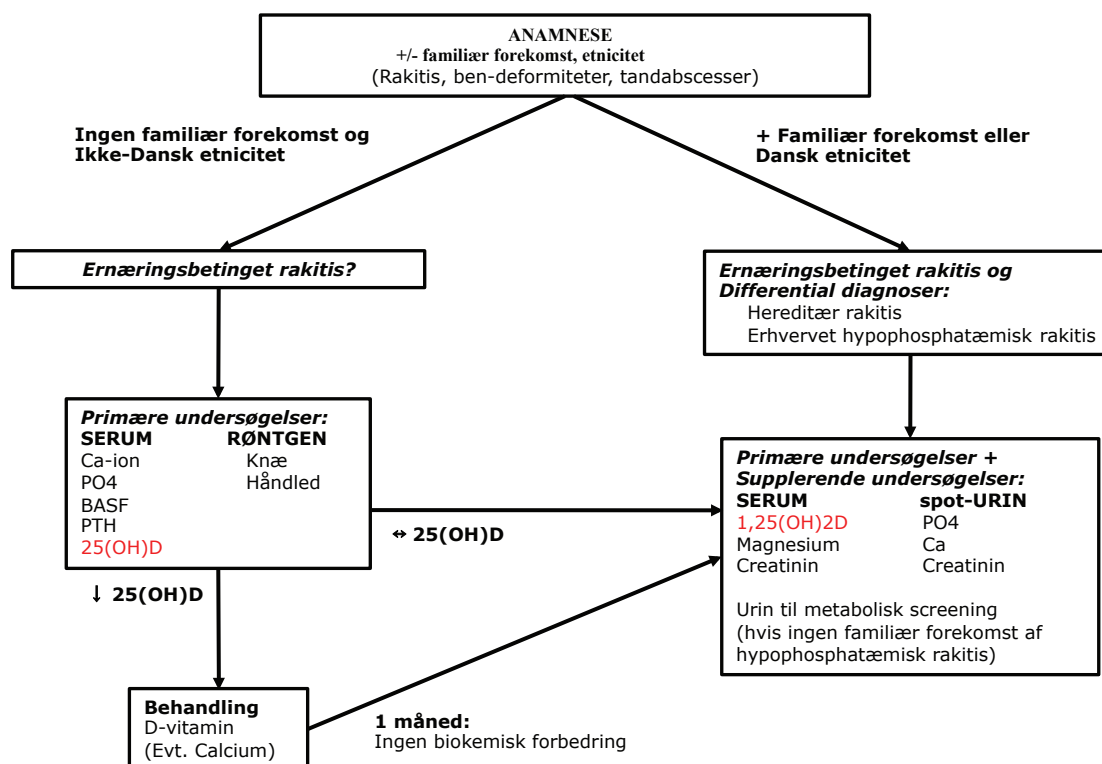 ANAMNESE
+/- familiær forekomst, etnicitet
(Rakitis, ben-deformiteter, tandabscesser)
Ingen familiær forekomst og
Ikke-Dansk etnicitet
+ Familiær forekomst eller
Dansk etnicitet
Ernæringsbetinget rakitis?
Ernæringsbetinget rakitis og
Differential diagnoser:
Hereditær rakitis
Erhvervet hypophosphatæmisk rakitis
Primære undersøgelser:
SERUM RØNTGEN
Ca-ion Knæ
PO4 Håndled
BASF
PTH
25(OH)D
↔ 25(OH)D
↓ 25(OH)D
Primære undersøgelser +
Supplerende undersøgelser:
SERUM spot-URIN
1,25(OH)2D PO4
Magnesium Ca
Creatinin Creatinin
Urin til metabolisk screening
(hvis ingen familiær forekomst af
hypophosphatæmisk rakitis)
Behandling
D-vitamin
(Evt. Calcium)
1 måned:
Ingen biokemisk forbedring